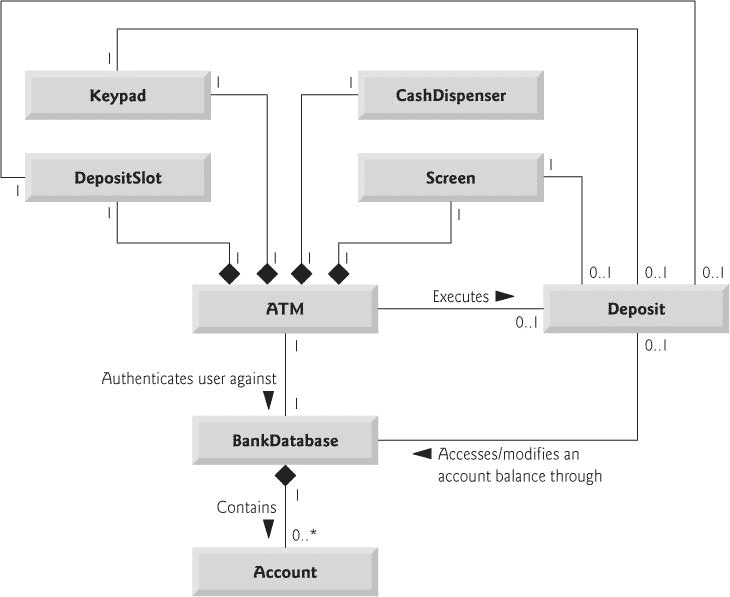 1
Keypad
1
1
CashDispenser
DepositSlot
1
1
Screen
1
1
1
1
1
1
0..1
0..1
0..1
ATM
Executes
0..1
Deposit
1
0..1
Authenticates user against
1
BankDatabase
Accesses/modifies an
account balance through
1
Contains
0..*
Account